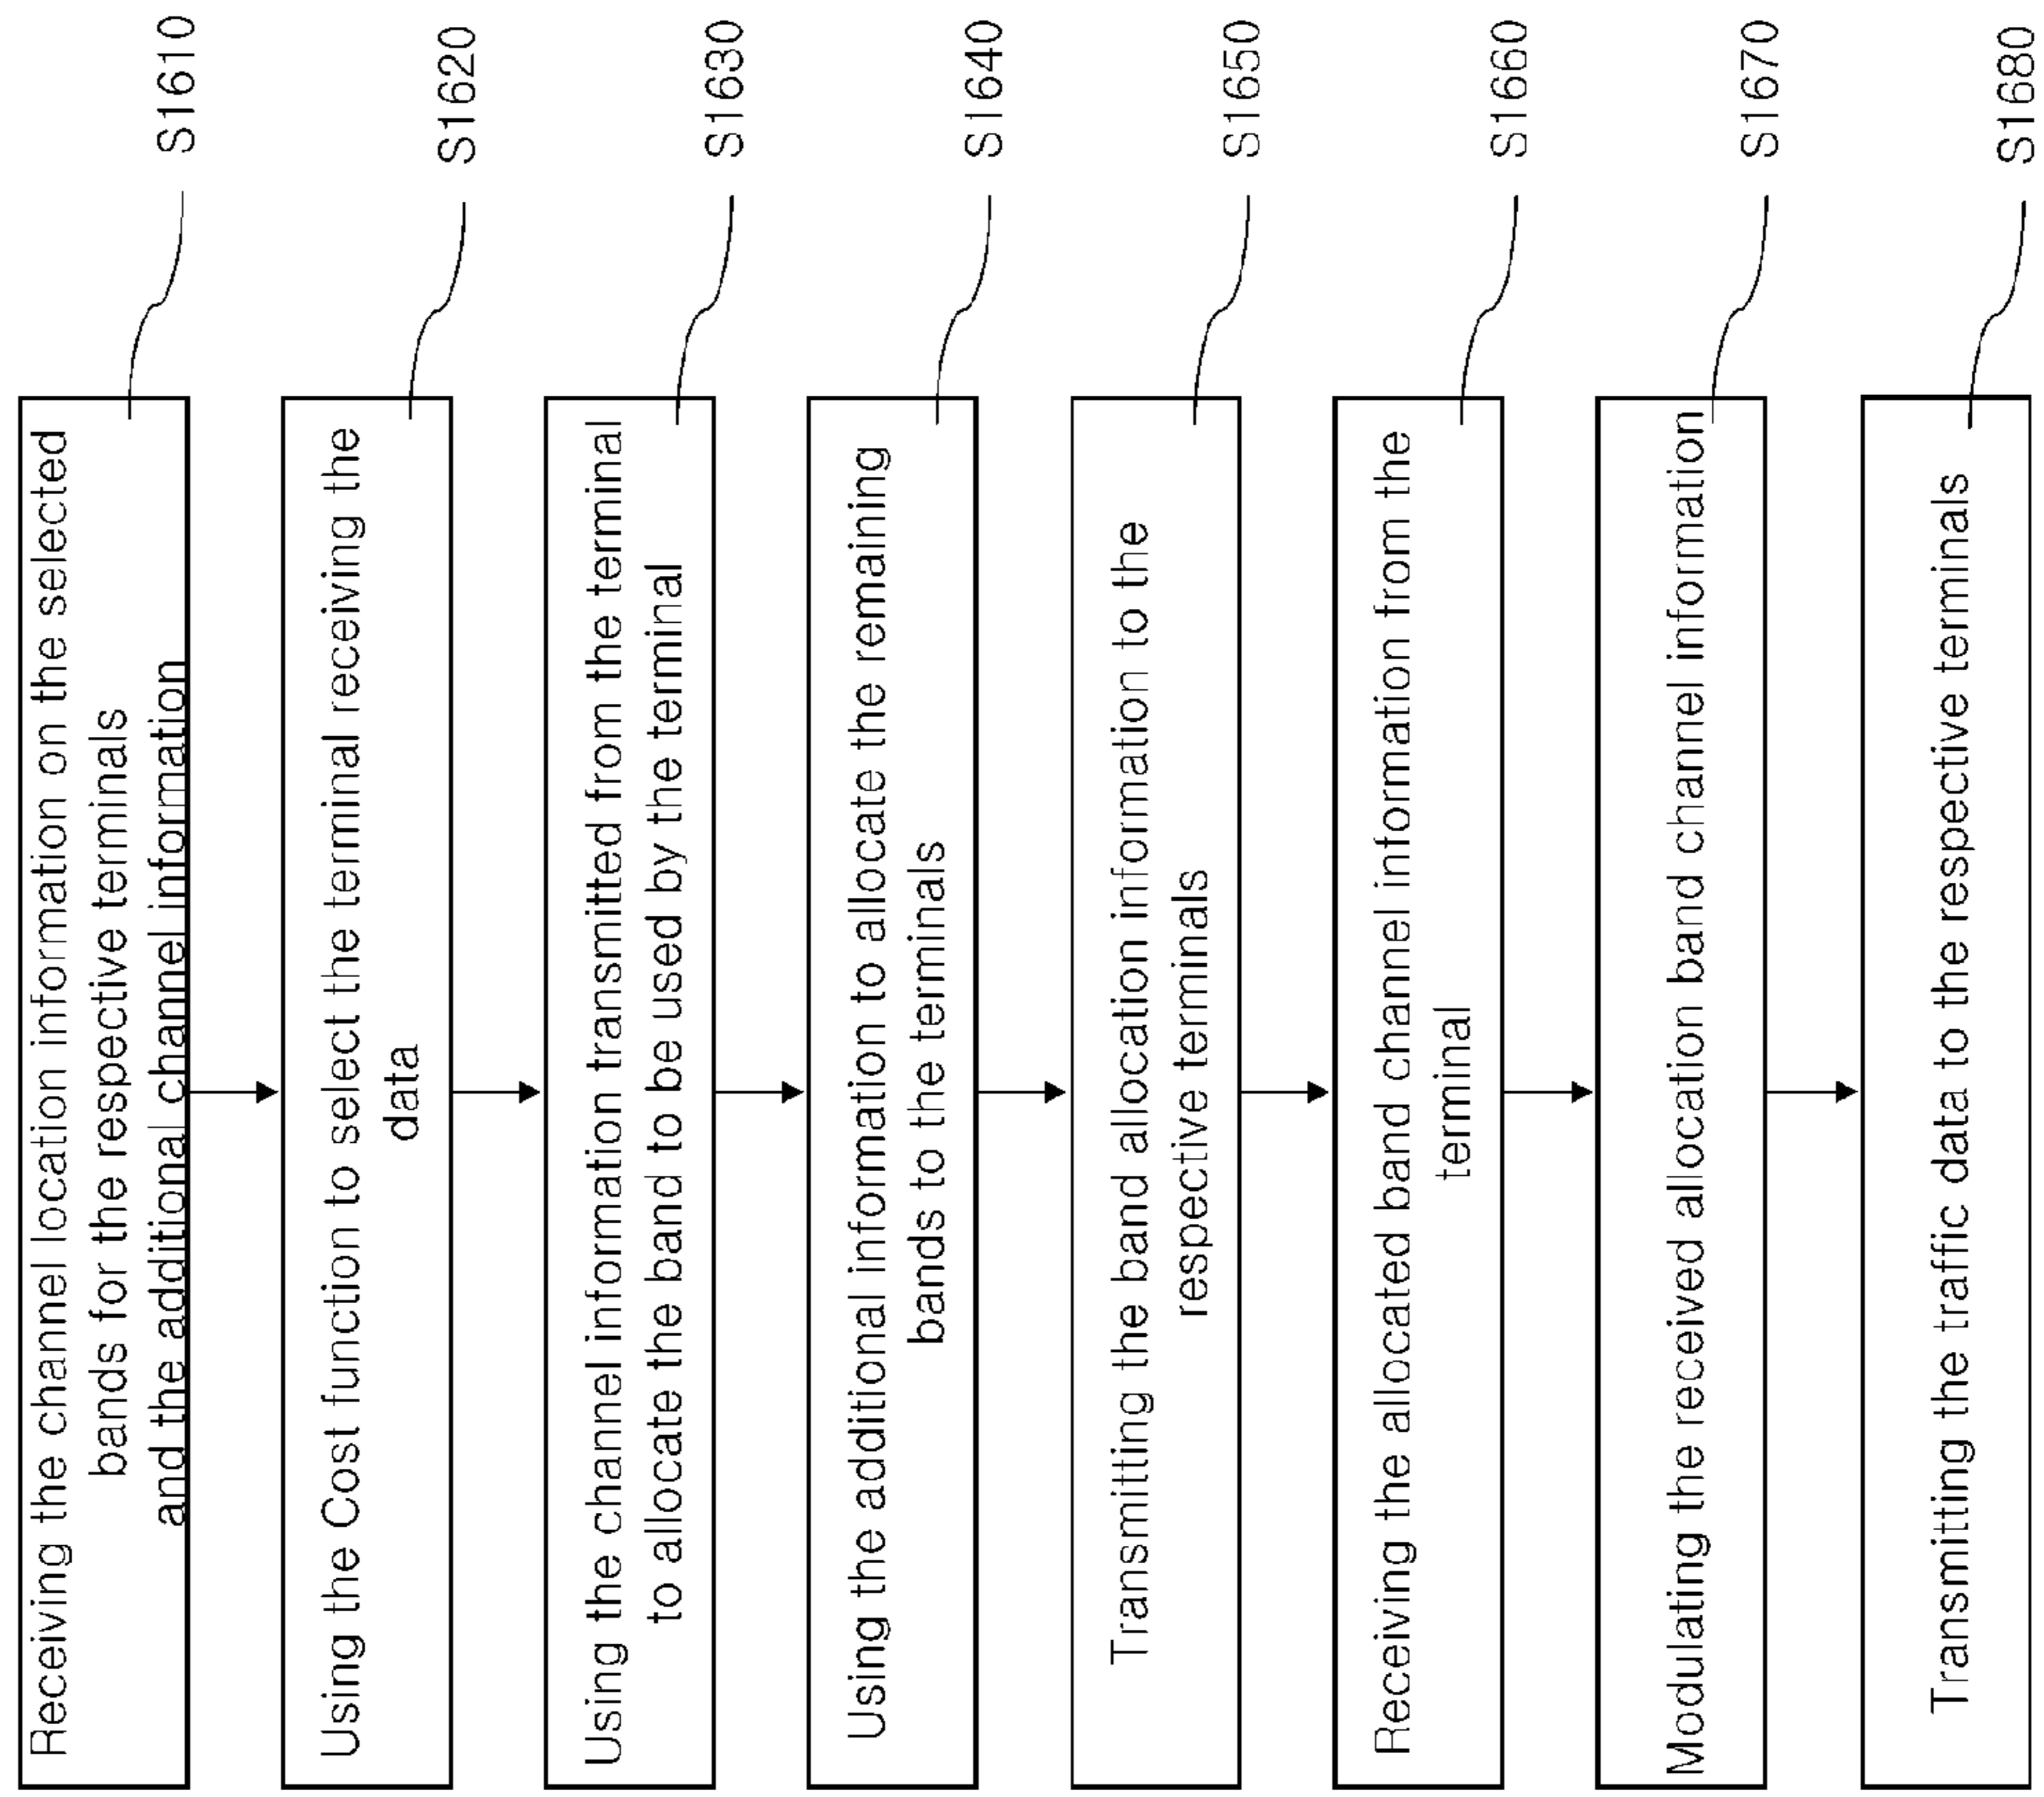 Receiving the channel location information on the selected
bands for the respective terminals
and the additional channel information
S1610
Using the Cost function to select the terminal receiving the
data
S1620
Using the channel information transmitted from the terminal
to allocate the band to be used by the terminal
S1630
Using the additional information to allocate the remaining
bands to the terminals
S1640
Transmitting the band allocation information to the
respective terminals
S1650
Receiving the allocated band channel information from the
terminal
S1660
Modulating the received allocation band channel information
S1670
Transmitting the traffic data to the respective terminals
S1680